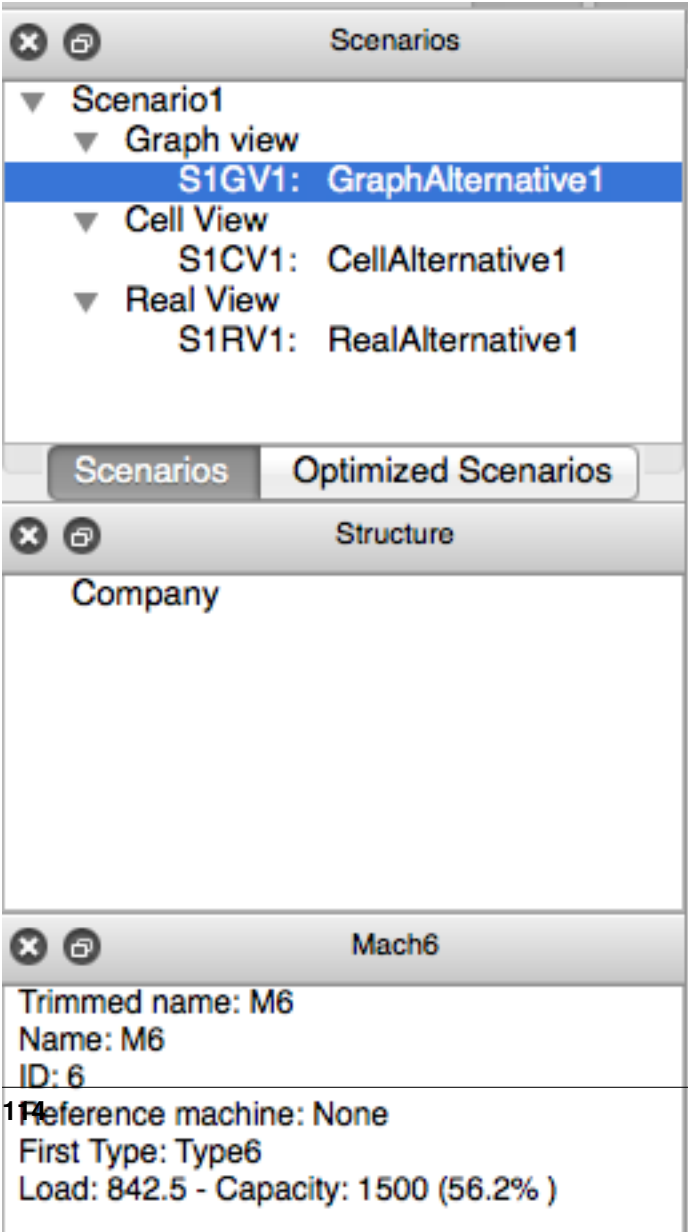 Scenarios
Scenario1
Graph view
S1GV1: GraphAlternative1
Cell View
S1CV1: CellAlternative1
Real View
S1RV1: RealAlternative1
Scenarios Optimized Scenarios
Structure
Company
Mach6
Trimmed name: M6
Name: M6
ID: 6
114
Reference machine: None
First Type: Type6
Load: 842.5 - Capacity: 1500 (56.2% )